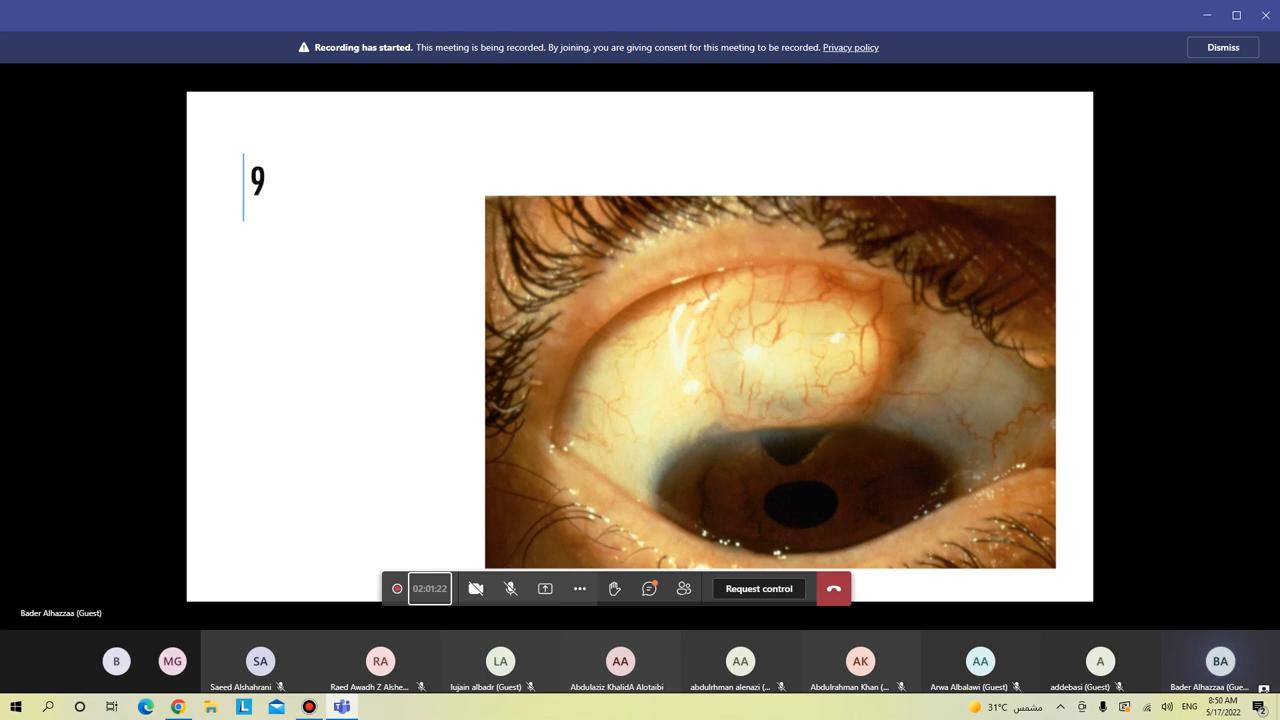 Recording has started. This meeting is being recorded. By joining, you are giving consent for this meeting to be recorded. Privacy policy
Dismiss
9
02:01:22
Request control
Bader Alhazzaa (Guest)
B
MG
SA
RA
LA
AA
AA
AK
AA
A
BA
Saeed Alshahrani
Raed Awadh Z Alshe...
lujain albadr (Guest)
Abdulaziz KhalidA Alotaibi
abdulrhman alenazi (...
Abdulrahman Khan (...
Arwa Albalawi (Guest)
addebasi (Guest)
Bader Alhazzaa (Gue...
L
31°C مشمس
ENG
8:50 AM
5/17/2022
2